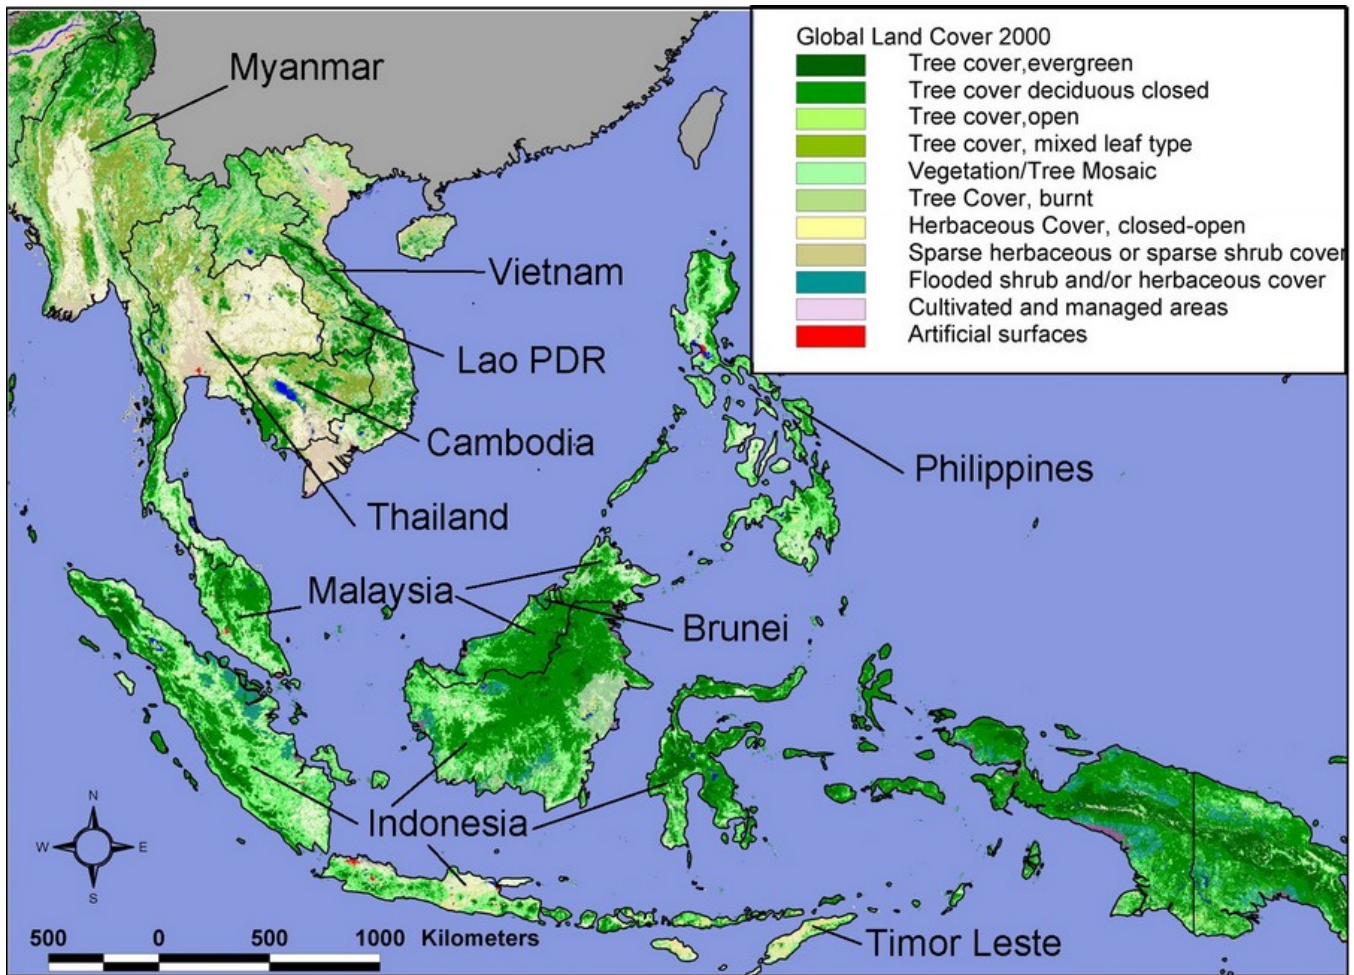 Global Land Cover 2000
Tree cover,evergreen
Tree cover deciduous closed
Tree cover,open
Tree cover, mixed leaf type
Vegetation/Tree Mosaic
Tree Cover, burnt
Herbaceous Cover, closed-open
Sparse herbaceous or sparse shrub cover
Flooded shrub and/or herbaceous cover
Cultivated and managed areas
Artificial surfaces
Myanmar
Vietnam
Lao PDR
Cambodia
Philippines
Thailand
Malaysia
Brunei
Indonesia
Timor Leste
N
W E
S
500 0 500 1000 Kilometers